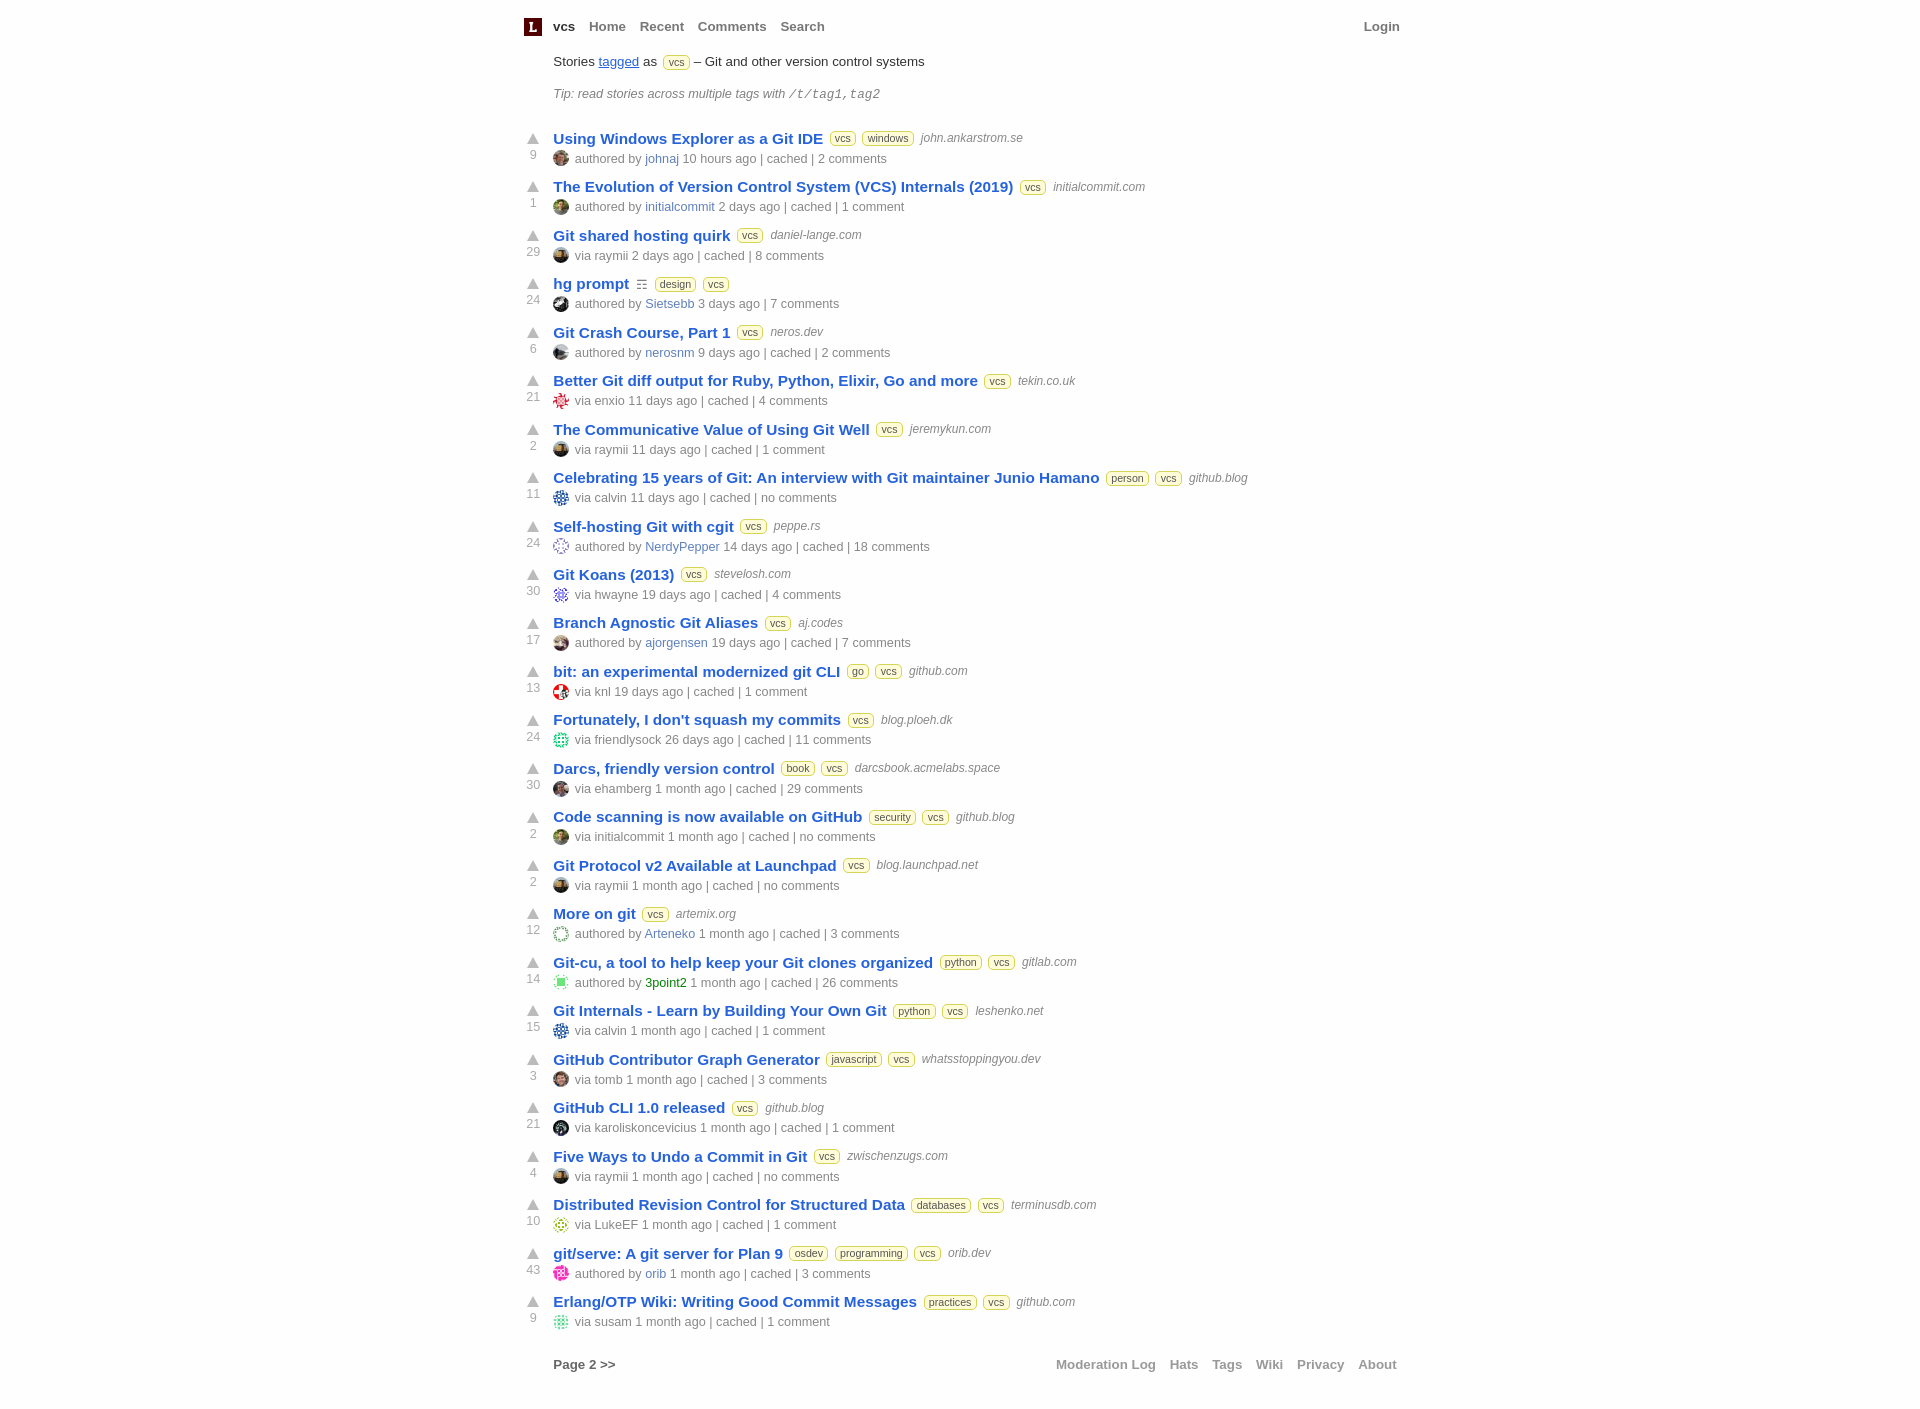 L vcs Home Recent Comments Search Login
Stories tagged as vcs – Git and other version control systems
Tip: read stories across multiple tags with /t/tag1,tag2
Using Windows Explorer as a Git IDE vcs windows john.ankarstrom.se
9 authored by johnaj 10 hours ago | cached | 2 comments
The Evolution of Version Control System (VCS) Internals (2019) vcs initialcommit.com
1 authored by initialcommit 2 days ago | cached | 1 comment
Git shared hosting quirk vcs daniel-lange.com
29 via raymii 2 days ago | cached | 8 comments
hg prompt ☶ design vcs
24 authored by Sietsebb 3 days ago | 7 comments
Git Crash Course, Part 1 vcs neros.dev
6 authored by nerosnm 9 days ago | cached | 2 comments
Better Git diff output for Ruby, Python, Elixir, Go and more vcs tekin.co.uk
21 via enxio 11 days ago | cached | 4 comments
The Communicative Value of Using Git Well vcs jeremykun.com
2 via raymii 11 days ago | cached | 1 comment
Celebrating 15 years of Git: An interview with Git maintainer Junio Hamano person vcs github.blog
11 via calvin 11 days ago | cached | no comments
Self-hosting Git with cgit vcs peppe.rs
24 authored by NerdyPepper 14 days ago | cached | 18 comments
Git Koans (2013) vcs stevelosh.com
30 via hwayne 19 days ago | cached | 4 comments
Branch Agnostic Git Aliases vcs aj.codes
17 authored by ajorgensen 19 days ago | cached | 7 comments
bit: an experimental modernized git CLI go vcs github.com
13 via knl 19 days ago | cached | 1 comment
Fortunately, I don't squash my commits vcs blog.ploeh.dk
24 via friendlysock 26 days ago | cached | 11 comments
Darcs, friendly version control book vcs darcsbook.acmelabs.space
30 via ehamberg 1 month ago | cached | 29 comments
Code scanning is now available on GitHub security vcs github.blog
2 via initialcommit 1 month ago | cached | no comments
Git Protocol v2 Available at Launchpad vcs blog.launchpad.net
2 via raymii 1 month ago | cached | no comments
More on git vcs artemix.org
12 authored by Arteneko 1 month ago | cached | 3 comments
Git-cu, a tool to help keep your Git clones organized python vcs gitlab.com
14 authored by 3point2 1 month ago | cached | 26 comments
Git Internals - Learn by Building Your Own Git python vcs leshenko.net
15 via calvin 1 month ago | cached | 1 comment
GitHub Contributor Graph Generator javascript vcs whatsstoppingyou.dev
3 via tomb 1 month ago | cached | 3 comments
GitHub CLI 1.0 released vcs github.blog
21 via karoliskoncevicius 1 month ago | cached | 1 comment
Five Ways to Undo a Commit in Git vcs zwischenzugs.com
4 via raymii 1 month ago | cached | no comments
Distributed Revision Control for Structured Data databases vcs terminusdb.com
10 via LukeEF 1 month ago | cached | 1 comment
git/serve: A git server for Plan 9 osdev programming vcs orib.dev
43 authored by orib 1 month ago | cached | 3 comments
Erlang/OTP Wiki: Writing Good Commit Messages practices vcs github.com
9 via susam 1 month ago | cached | 1 comment
Page 2 >> Moderation Log Hats Tags Wiki Privacy About